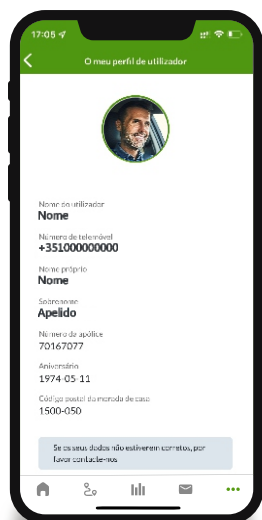 17:05
O meu perfil de utilizador
Nome do utilizador
Nome
Número de telemóvel
+351000000000
Nome próprio
Nome
Sobrenome
Apelido
Número da apólice
70167077
Aniversário
1974-05-11
Código postal da morada de casa
1500-050
Se os seus dados não estiverem corretos, por
favor contacte-nos